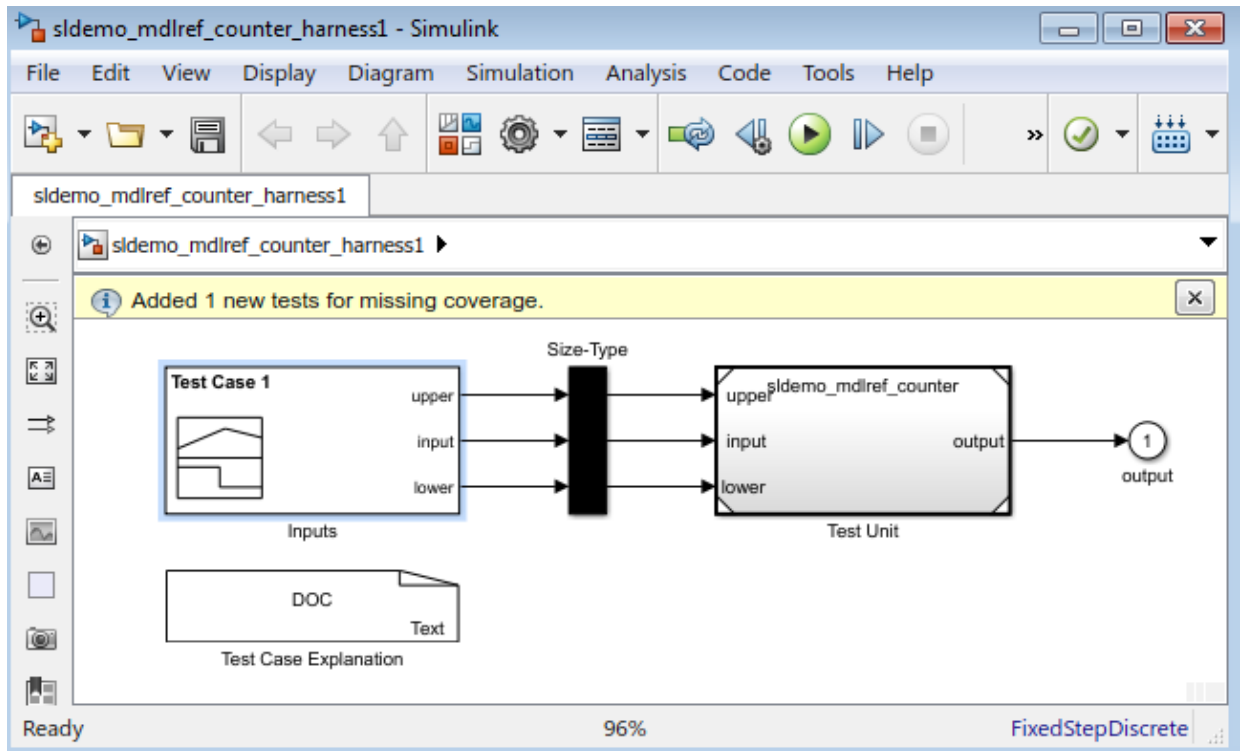 sldemo_mdlref_counter_harness1 - Simulink
File Edit View Display Diagram Simulation Analysis Code Tools Help
»
sldemo_mdlref_counter_harness1
sldemo_mdlref_counter_harness1
Added 1 new tests for missing coverage.
Size-Type
Test Case 1
sldemo_mdlref_counter
upper
upper
input
input
output
1
lower
lower
output
Inputs
Test Unit
DOC
Text
Test Case Explanation
Ready 96% FixedStepDiscrete